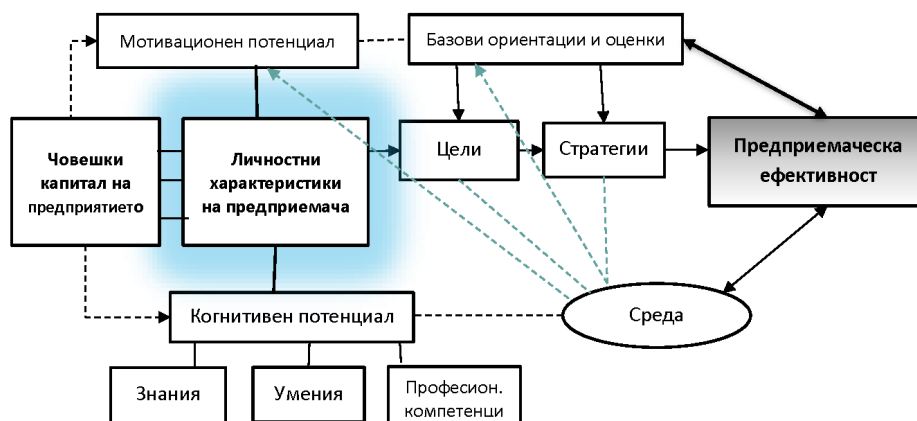 Мотивационен потенциал
Базови ориентации и оценки
Човешки
капитал на
предприятието
Личностни
характеристики
на предприемача
Цели
Стратегии
Предприемаческа
ефективност
Когнитивен потенциал
Среда
Знания
Умения
Професион.
компетенци